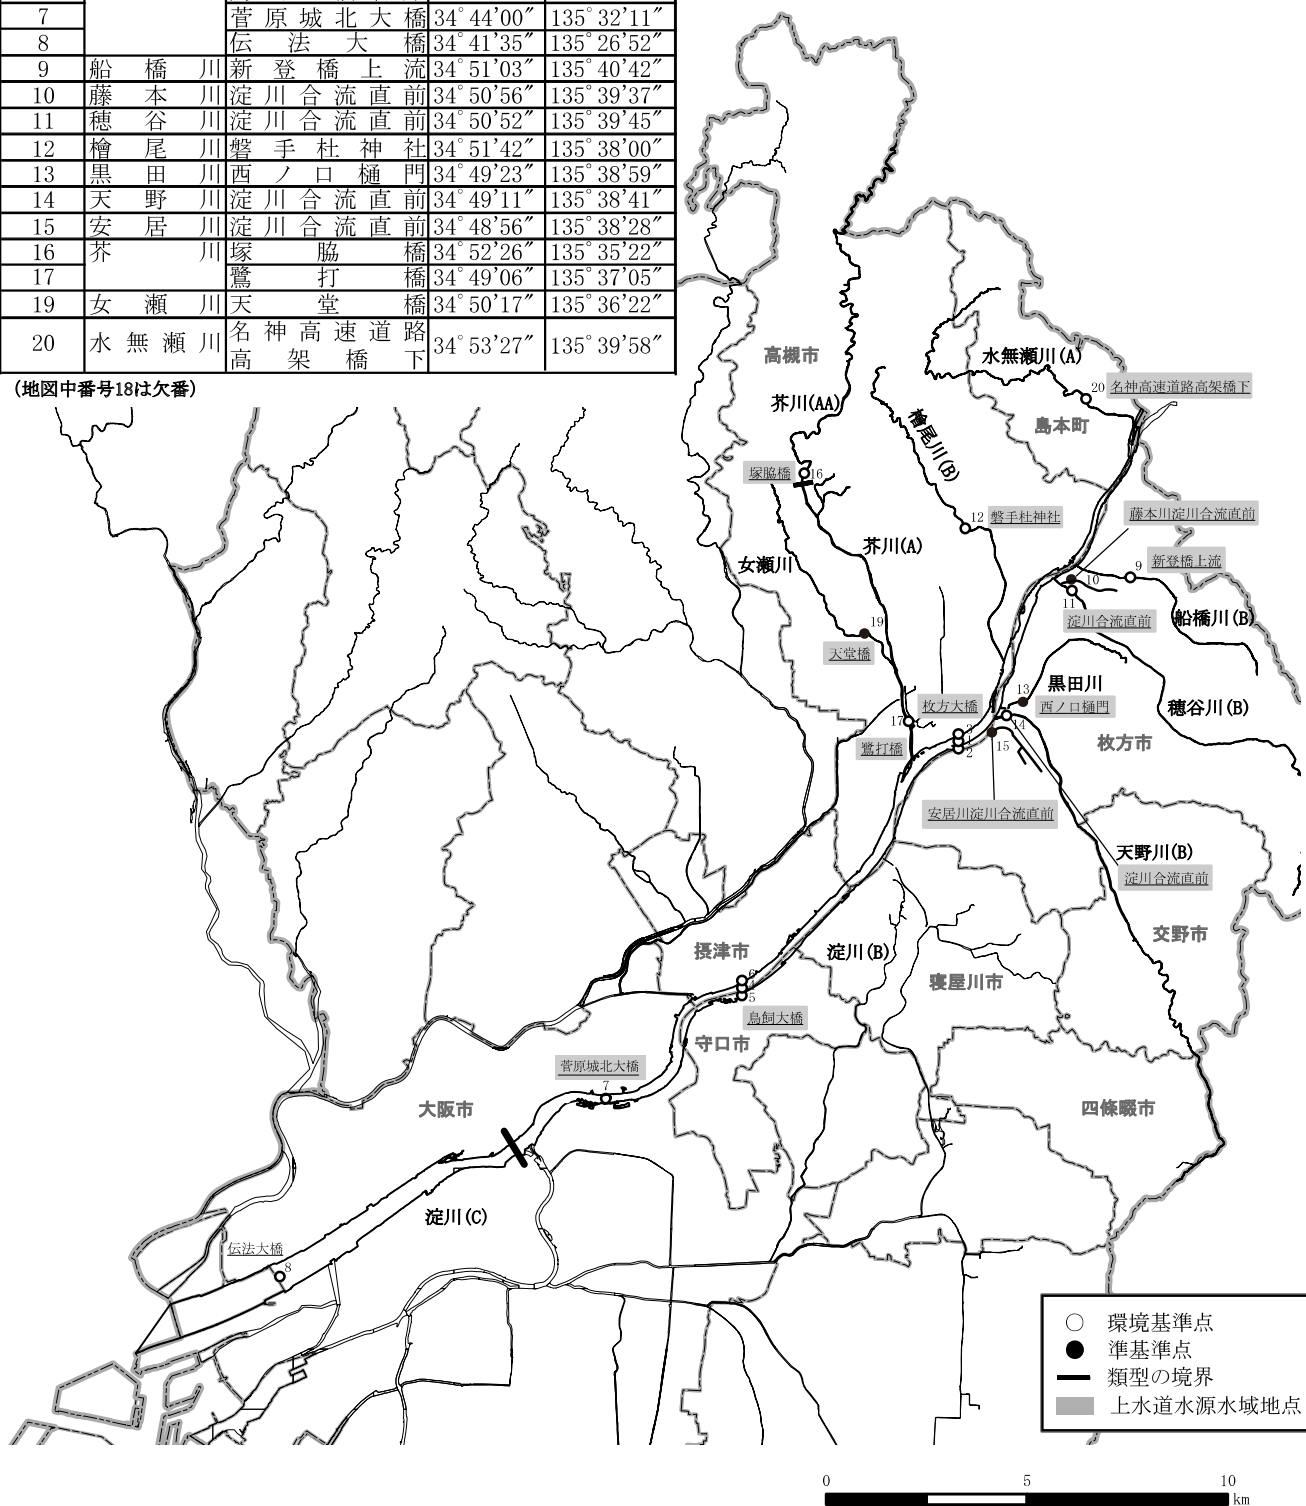 7 菅原城北大橋 34°44'00" 135°32'11"
8 伝法大橋 34°41'35" 135°26'52"
9 船橋川 新登橋上流 34°51'03" 135°40'42"
10 藤本川 淀川合流直前 34°50'56" 135°39'37"
11 穂谷川 淀川合流直前 34°50'52" 135°39'45"
12 檜尾川 磐手杜神社 34°51'42" 135°38'00"
13 黒田川 西ノ口樋門 34°49'23" 135°38'59"
14 天野川 淀川合流直前 34°49'11" 135°38'41"
15 安居川 淀川合流直前 34°48'56" 135°38'28"
16 芥川 塚脇橋 34°52'26" 135°35'22"
17 鷺打橋 34°49'06" 135°37'05"
19 女瀬川 天堂橋 34°50'17" 135°36'22"
20 水無瀬川 名神高速道路
高架橋下 34°53'27" 135°39'58"
(地図中番号18は欠番)
高槻市
水無瀬川(A)
20 名神高速道路高架橋下
芥川(AA)
檜尾川(B)
島本町
塚脇橋
16
12 磐手杜神社
藤本川淀川合流直前
女瀬川
芥川(A)
9 新登橋上流
10
11
淀川合流直前
船橋川(B)
19
天堂橋
黒田川
13
西ノ口樋門
穂谷川(B)
枚方大橋
17
鷺打橋
3
2
14
15
枚方市
安居川淀川合流直前
天野川(B)
淀川合流直前
摂津市
淀川(B)
交野市
寝屋川市
6
5
鳥飼大橋
守口市
菅原城北大橋
7
大阪市
四條畷市
淀川(C)
伝法大橋
8
○ 環境基準点
● 準基準点
類型の境界
上水道水源水域地点
0 5 10
km